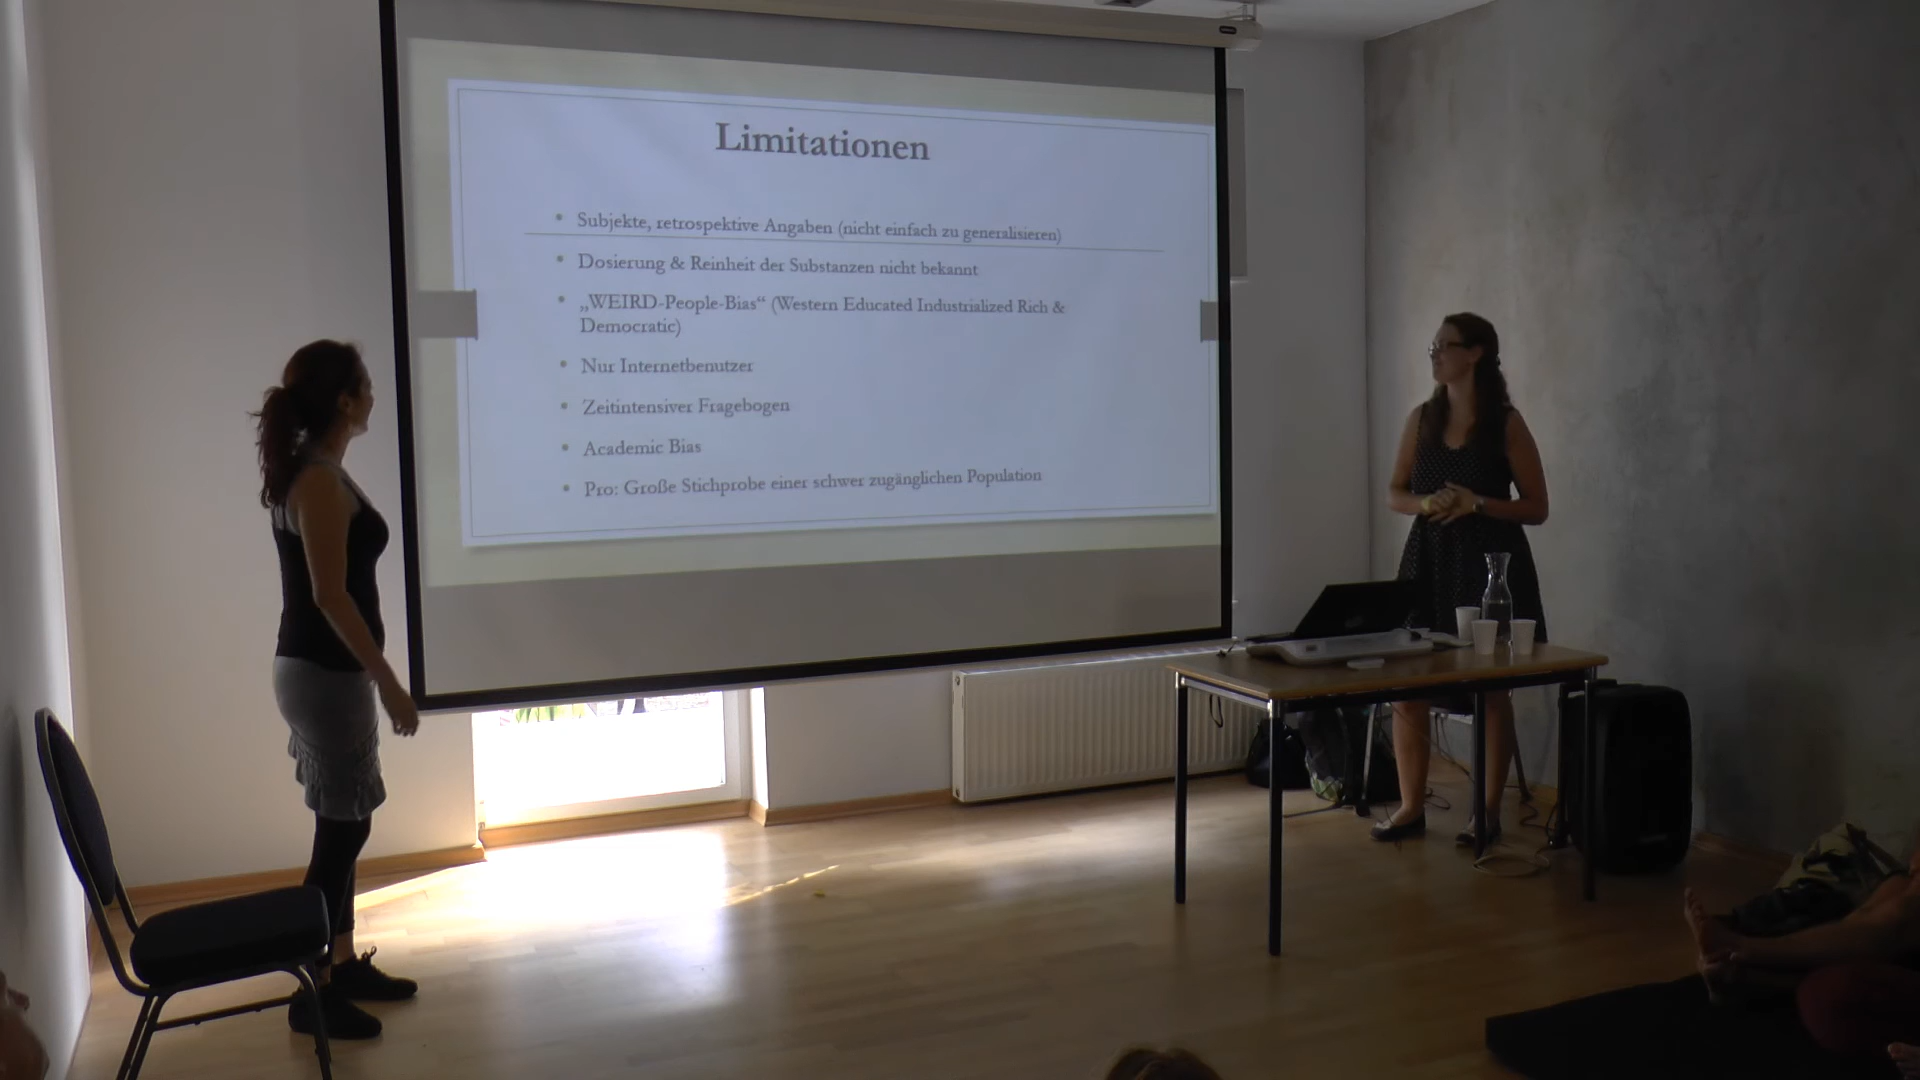 Limitationen
Subjekte, retrospektive Angaben (nicht einfach zu generalisieren)
Dosierung & Reinheit der Substanzen nicht bekannt
„WEIRD-People-Bias“ (Western Educated Industrialized Rich &
Democratic)
Nur Internetbenutzer
Zeitintensiver Fragebogen
Academic Bias
Pro: Große Stichprobe einer schwer zugänglichen Population